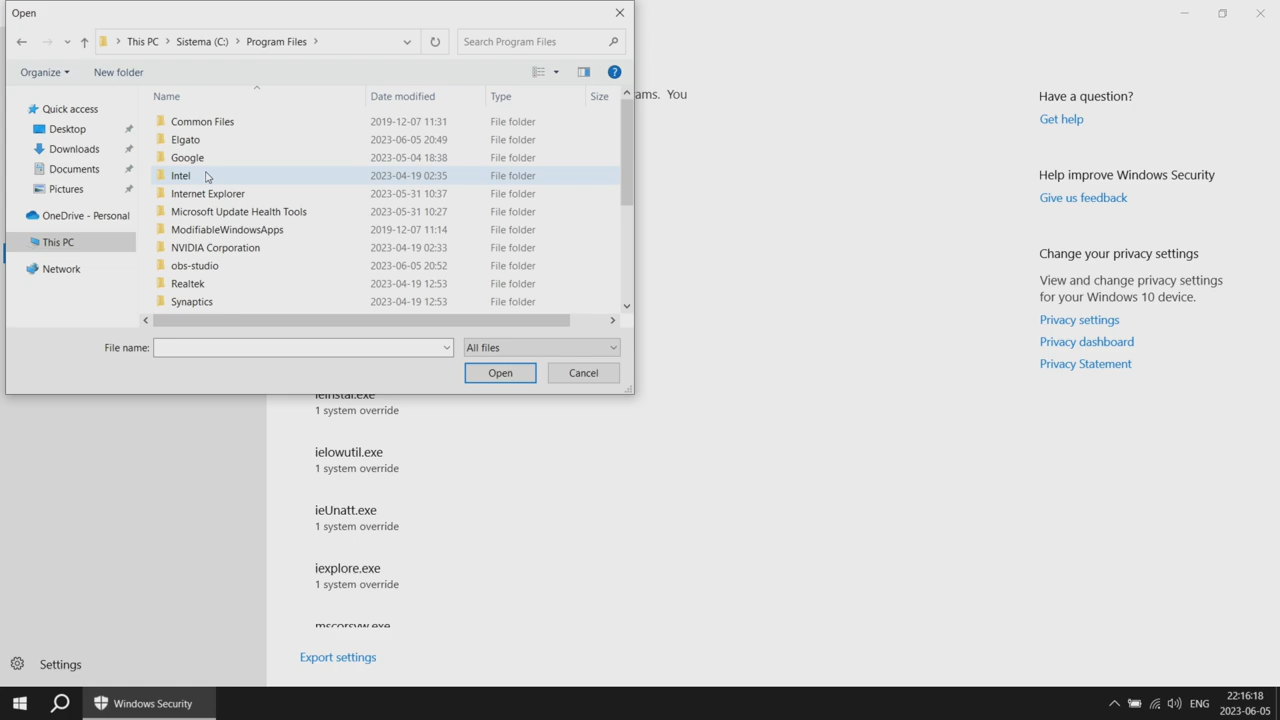 Open
This PC
Sistema (C:)
Program Files
Search Program Files
Organize
New folder
?
Name
Date modified
Type
Size
Quick access
Desktop
Downloads
Documents
Pictures
OneDrive - Personal
This PC
Network
Common Files 2019-12-07 11:31 File folder
Elgato 2023-06-05 20:49 File folder
Google 2023-05-04 18:38 File folder
Intel 2023-04-19 02:35 File folder
Internet Explorer 2023-05-31 10:37 File folder
Microsoft Update Health Tools 2023-05-31 10:27 File folder
ModifiableWindowsApps 2019-12-07 11:14 File folder
NVIDIA Corporation 2023-04-19 02:33 File folder
obs-studio 2023-06-05 20:52 File folder
Realtek 2023-04-19 12:53 File folder
Synaptics 2023-04-19 12:53 File folder
File name:
All files
Open
Cancel
ams. You
Have a question?
Get help
Help improve Windows Security
Give us feedback
Change your privacy settings
View and change privacy settings
for your Windows 10 device.
Privacy settings
Privacy dashboard
Privacy Statement
1 system override
ielowutil.exe
1 system override
ieUnatt.exe
1 system override
iexplore.exe
1 system override
mscorsvw.exe
Export settings
Settings
Windows Security
ENG
22:16:18
2023-06-05